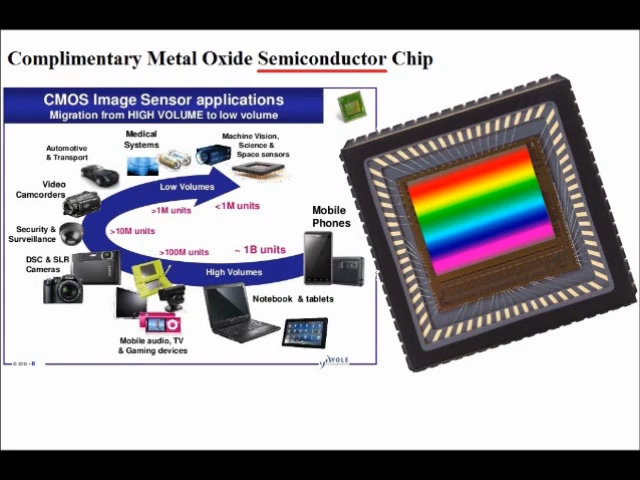 Complimentary Metal Oxide Semiconductor Chip
CMOS Image Sensor applications
Migration from HIGH VOLUME to low volume
Medical
Systems
Machine Vision,
Science &
Space sensors
Automotive
& Transport
Video
Camcorders
Low Volumes
>1M units
<1M units
Security &
Surveillance
>10M units
Mobile
Phones
>100M units
~ 1B units
DSC & SLR
Cameras
High Volumes
Notebook & tablets
Mobile audio, TV
& Gaming devices
YOLE